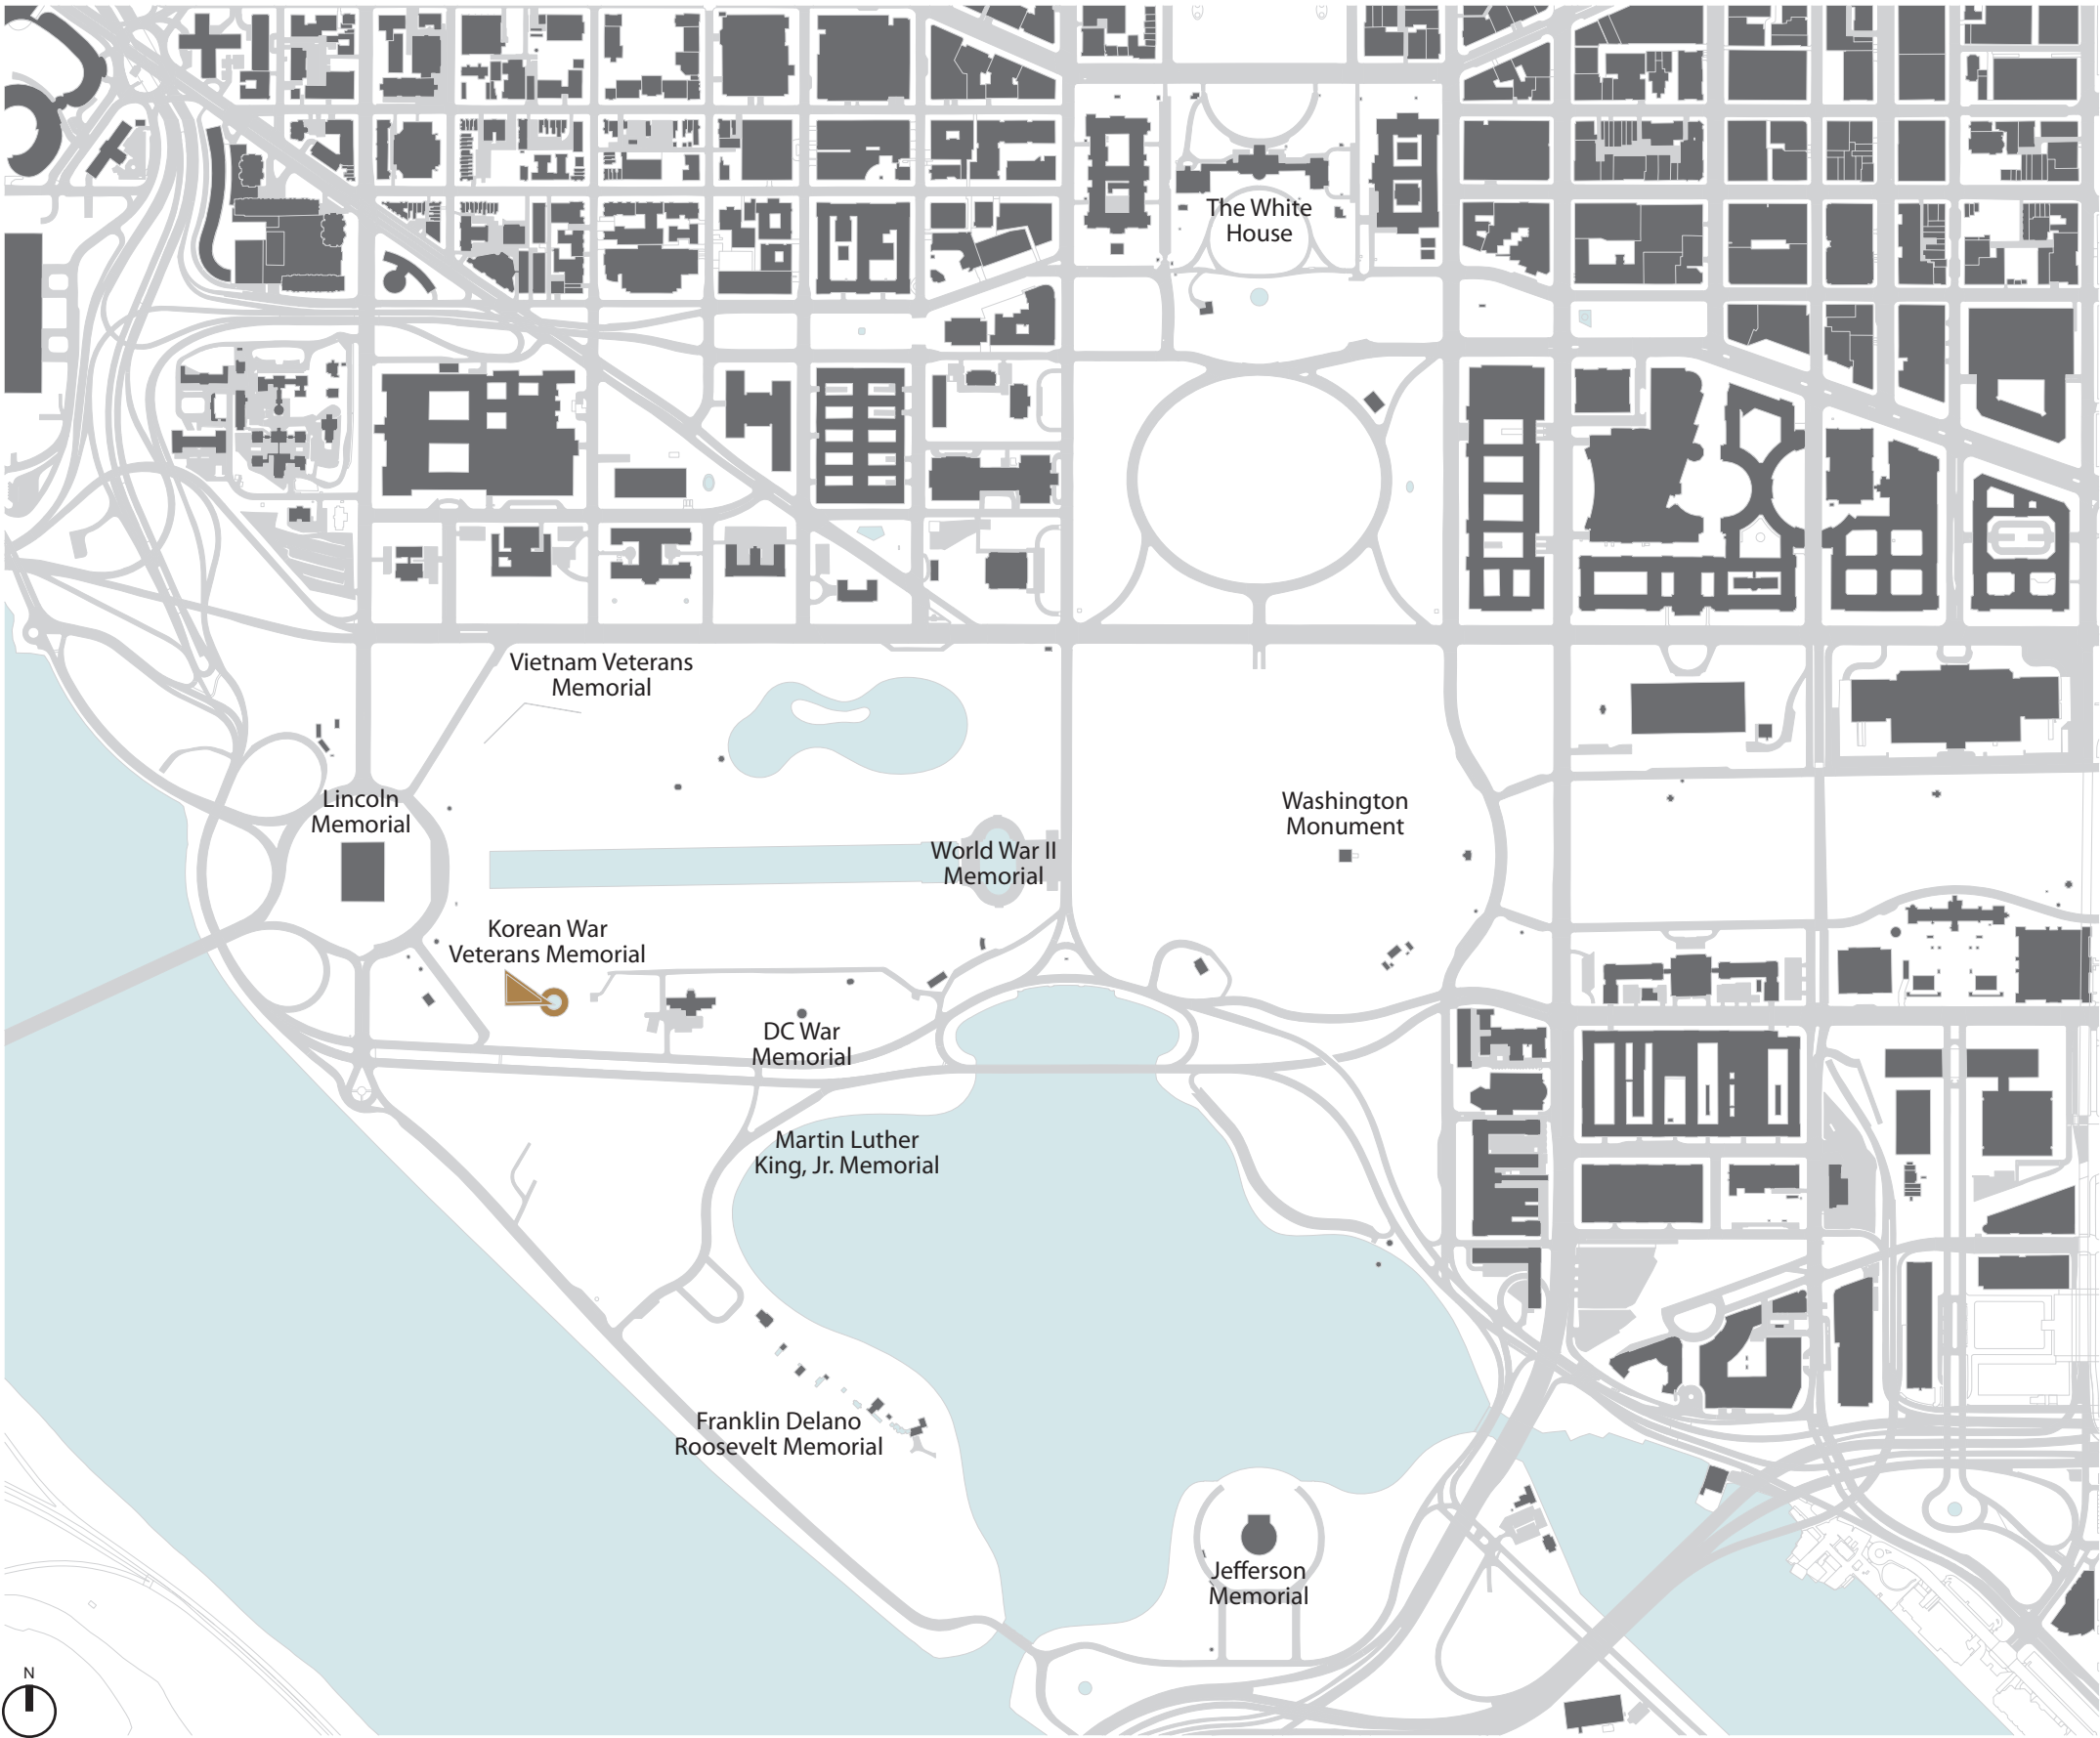 The White
House
Vietnam Veterans
Memorial
Lincoln
Memorial
Washington
Monument
World War II
Memorial
Korean War
Veterans Memorial
DC War
Memorial
Martin Luther
King, Jr. Memorial
Franklin Delano
Roosevelt Memorial
Jefferson
Memorial
N